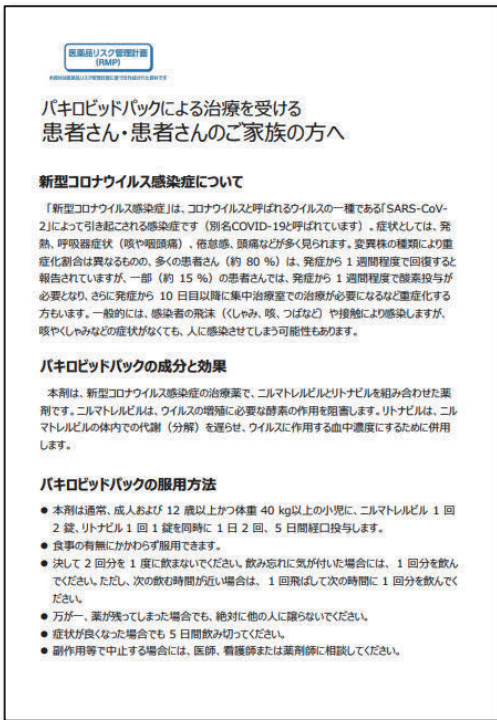 医薬品リスク管理計画
(RMP)
本資材は医薬品リスク管理計画に基づき作成された資材です
パキロビッドパックによる治療を受ける
患者さん・患者さんのご家族の方へ
新型コロナウイルス感染症について
「新型コロナウイルス感染症」は、コロナウイルスと呼ばれるウイルスの一種である「SARS-CoV-
2」によって引き起こされる感染症です（別名COVID-19と呼ばれています）。症状としては、発
熱、呼吸器症状（咳や咽頭痛）、倦怠感、頭痛などが多く見られます。変異株の種類により重
症化割合は異なるものの、多くの患者さん（約 80 %）は、発症から 1 週間程度で回復すると
報告されていますが、一部（約 15 %）の患者さんでは、発症から 1 週間程度で酸素投与が
必要となり、さらに発症から 10 日目以降に集中治療室での治療が必要になるなど重症化する
方もいます。一般的には、感染者の飛沫（くしゃみ、咳、つばなど）や接触により感染しますが、
咳やくしゃみなどの症状がなくても、人に感染させてしまう可能性もあります。
パキロビッドパックの成分と効果
本剤は、新型コロナウイルス感染症の治療薬で、ニルマトレルビルとリトナビルを組み合わせた薬
剤です。ニルマトレルビルは、ウイルスの増殖に必要な酵素の作用を阻害します。リトナビルは、ニル
マトレルビルの体内での代謝（分解）を遅らせ、ウイルスに作用する血中濃度にするために併用
します。
パキロビッドパックの服用方法
● 本剤は通常、成人および 12 歳以上かつ体重 40 kg以上の小児に、ニルマトレルビル 1 回
2 錠、リトナビル 1 回 1 錠を同時に 1 日 2 回、5 日間経口投与します。
● 食事の有無にかかわらず服用できます。
● 決して 2 回分を 1 度に飲まないでください。飲み忘れに気が付いた場合には、1 回分を飲ん
でください。ただし、次の飲む時間が近い場合は、1 回飛ばして次の時間に 1 回分を飲んでく
ださい。
● 万が一、薬が残ってしまった場合でも、絶対に他の人に譲らないでください。
● 症状が良くなった場合でも 5 日間飲み切ってください。
● 副作用等で中止する場合には、医師、看護師または薬剤師に相談してください。